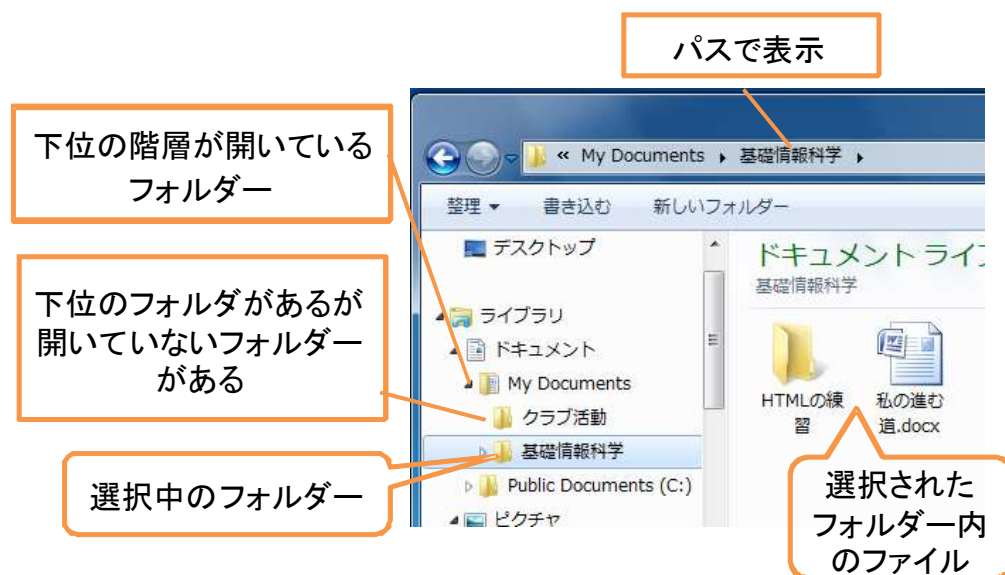 パスで表示
下位の階層が開いている
フォルダー
下位のフォルダがあるが
開いていないフォルダー
がある
選択中のフォルダー
« My Documents ▸ 基礎情報科学 ▸
整理 ▼ 書き込む 新しいフォルダー
デスクトップ
ライブラリ
ドキュメント
My Documents
クラブ活動
基礎情報科学
Public Documents (C:)
ピクチャ
ドキュメント ライ
基礎情報科学
HTMLの練
習
私の進む
道.docx
選択された
フォルダー内
のファイル